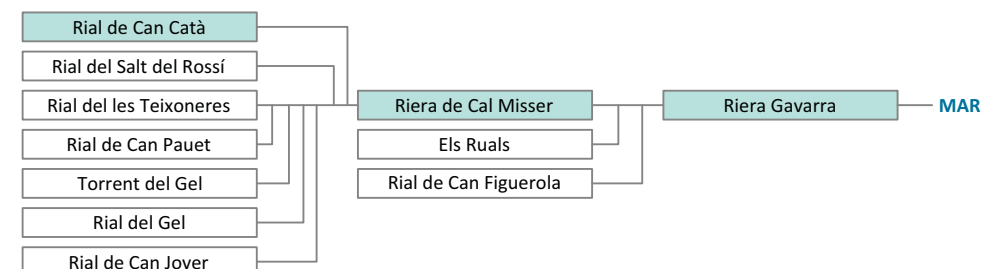 Rial de Can Catà
Rial del Salt del Rossí
Rial del les Teixoneres
Riera de Cal Misser
Riera Gavarra
MAR
Rial de Can Pauet
Els Ruals
Torrent del Gel
Rial de Can Figuerola
Rial del Gel
Rial de Can Jover